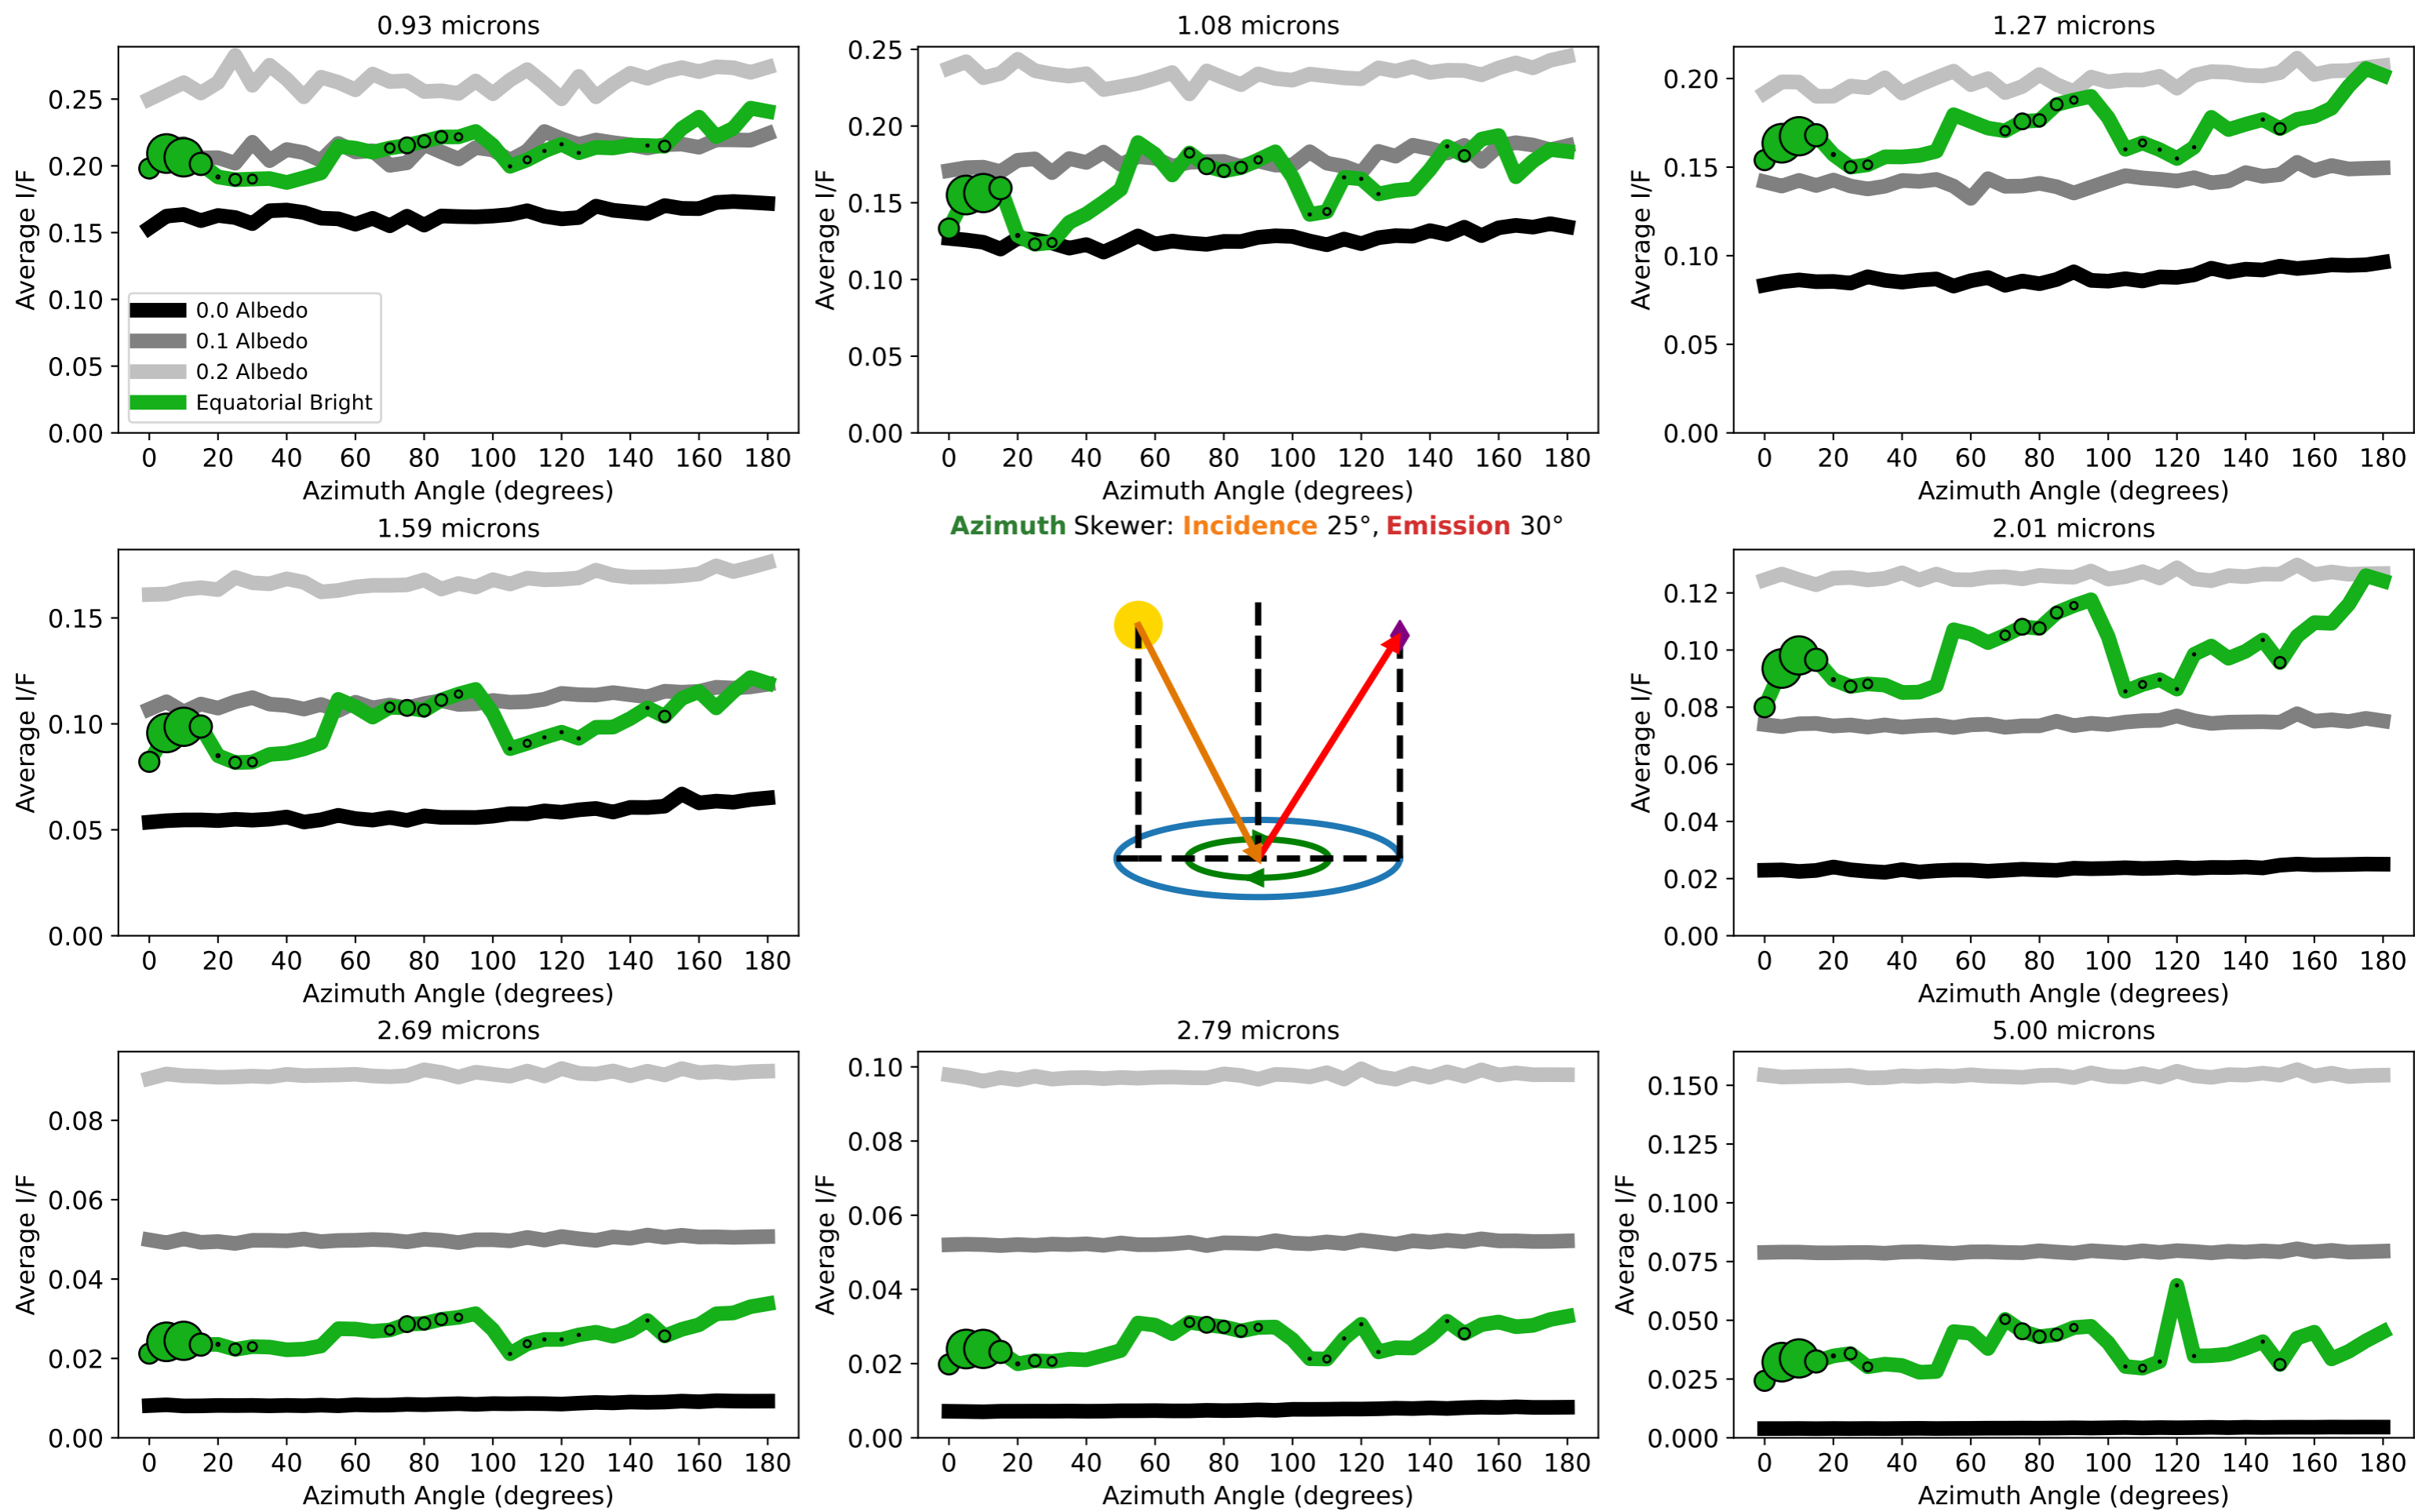 0.93 microns
Average I/F
0.25
0.20
0.15
0.10
0.05
0.00
0.0 Albedo
0.1 Albedo
0.2 Albedo
Equatorial Bright
0 20 40 60 80 100 120 140 160 180
Azimuth Angle (degrees)
1.08 microns
Average I/F
0.25
0.20
0.15
0.10
0.05
0.00
0 20 40 60 80 100 120 140 160 180
Azimuth Angle (degrees)
1.27 microns
Average I/F
0.20
0.15
0.10
0.05
0.00
0 20 40 60 80 100 120 140 160 180
Azimuth Angle (degrees)
1.59 microns
Average I/F
0.15
0.10
0.05
0.00
0 20 40 60 80 100 120 140 160 180
Azimuth Angle (degrees)
Azimuth Skewer: Incidence 25°, Emission 30°
2.01 microns
Average I/F
0.12
0.10
0.08
0.06
0.04
0.02
0.00
0 20 40 60 80 100 120 140 160 180
Azimuth Angle (degrees)
2.69 microns
Average I/F
0.08
0.06
0.04
0.02
0.00
0 20 40 60 80 100 120 140 160 180
Azimuth Angle (degrees)
2.79 microns
Average I/F
0.10
0.08
0.06
0.04
0.02
0.00
0 20 40 60 80 100 120 140 160 180
Azimuth Angle (degrees)
5.00 microns
Average I/F
0.150
0.125
0.100
0.075
0.050
0.025
0.000
0 20 40 60 80 100 120 140 160 180
Azimuth Angle (degrees)